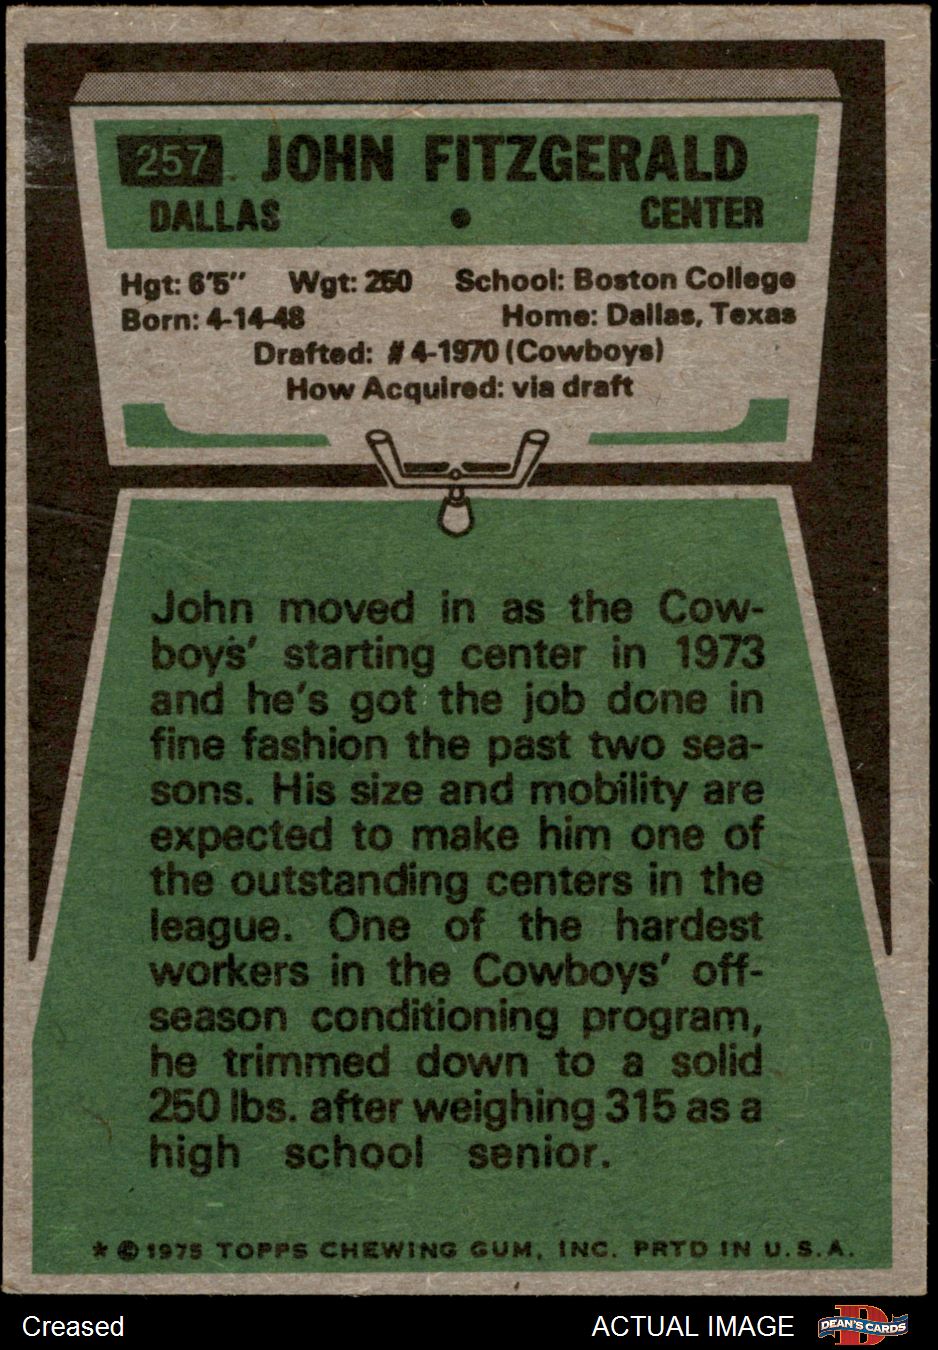 257 JOHN FITZGERALD
DALLAS • CENTER
Hgt: 6'5" Wgt: 250 School: Boston College
Born: 4-14-48 Home: Dallas, Texas
Drafted: #4-1970 (Cowboys)
How Acquired: via draft
John moved in as the Cow-
boys' starting center in 1973
and he's got the job done in
fine fashion the past two sea-
sons. His size and mobility are
expected to make him one of
the outstanding centers in the
league. One of the hardest
workers in the Cowboys' off-
season conditioning program,
he trimmed down to a solid
250 lbs. after weighing 315 as a
high school senior.
* © 1975 TOPPS CHEWING GUM, INC. PRTD IN U.S.A.
Creased ACTUAL IMAGE DEAN'S CARDS